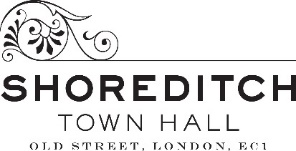 SHOREDITCH
TOWN HALL
OLD STREET, LONDON, EC1